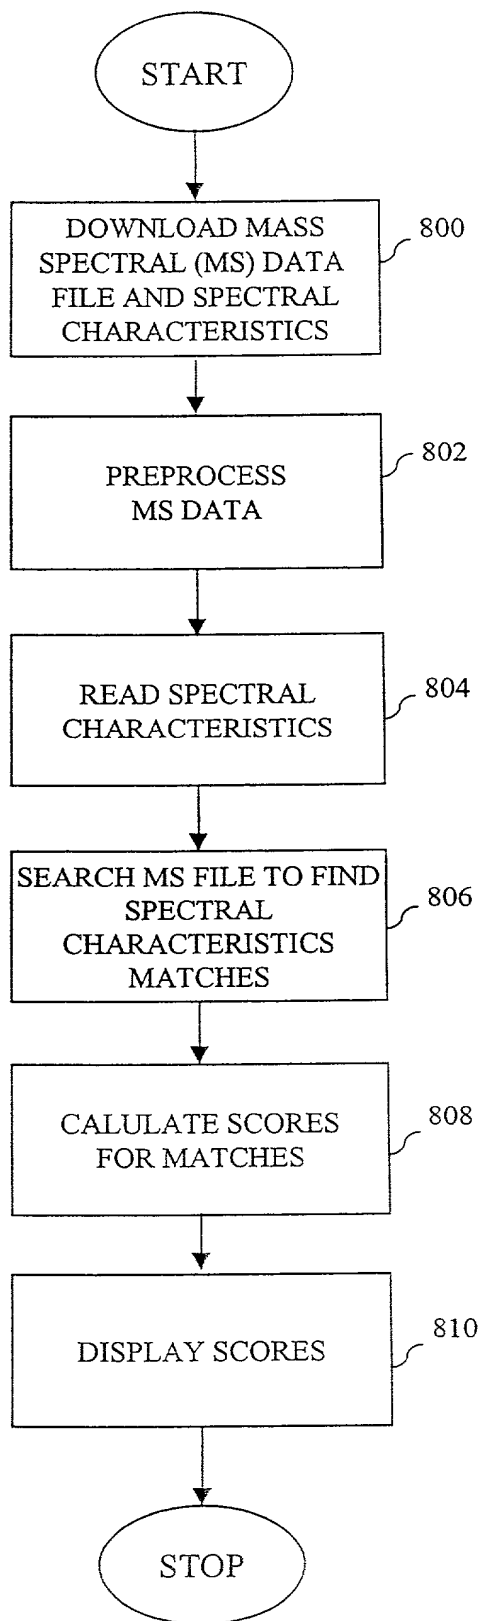 START
DOWNLOAD MASS
SPECTRAL (MS) DATA
FILE AND SPECTRAL
CHARACTERISTICS
800
PREPROCESS
MS DATA
802
READ SPECTRAL
CHARACTERISTICS
804
SEARCH MS FILE TO FIND
SPECTRAL
CHARACTERISTICS
MATCHES
806
CALULATE SCORES
FOR MATCHES
808
DISPLAY SCORES
810
STOP